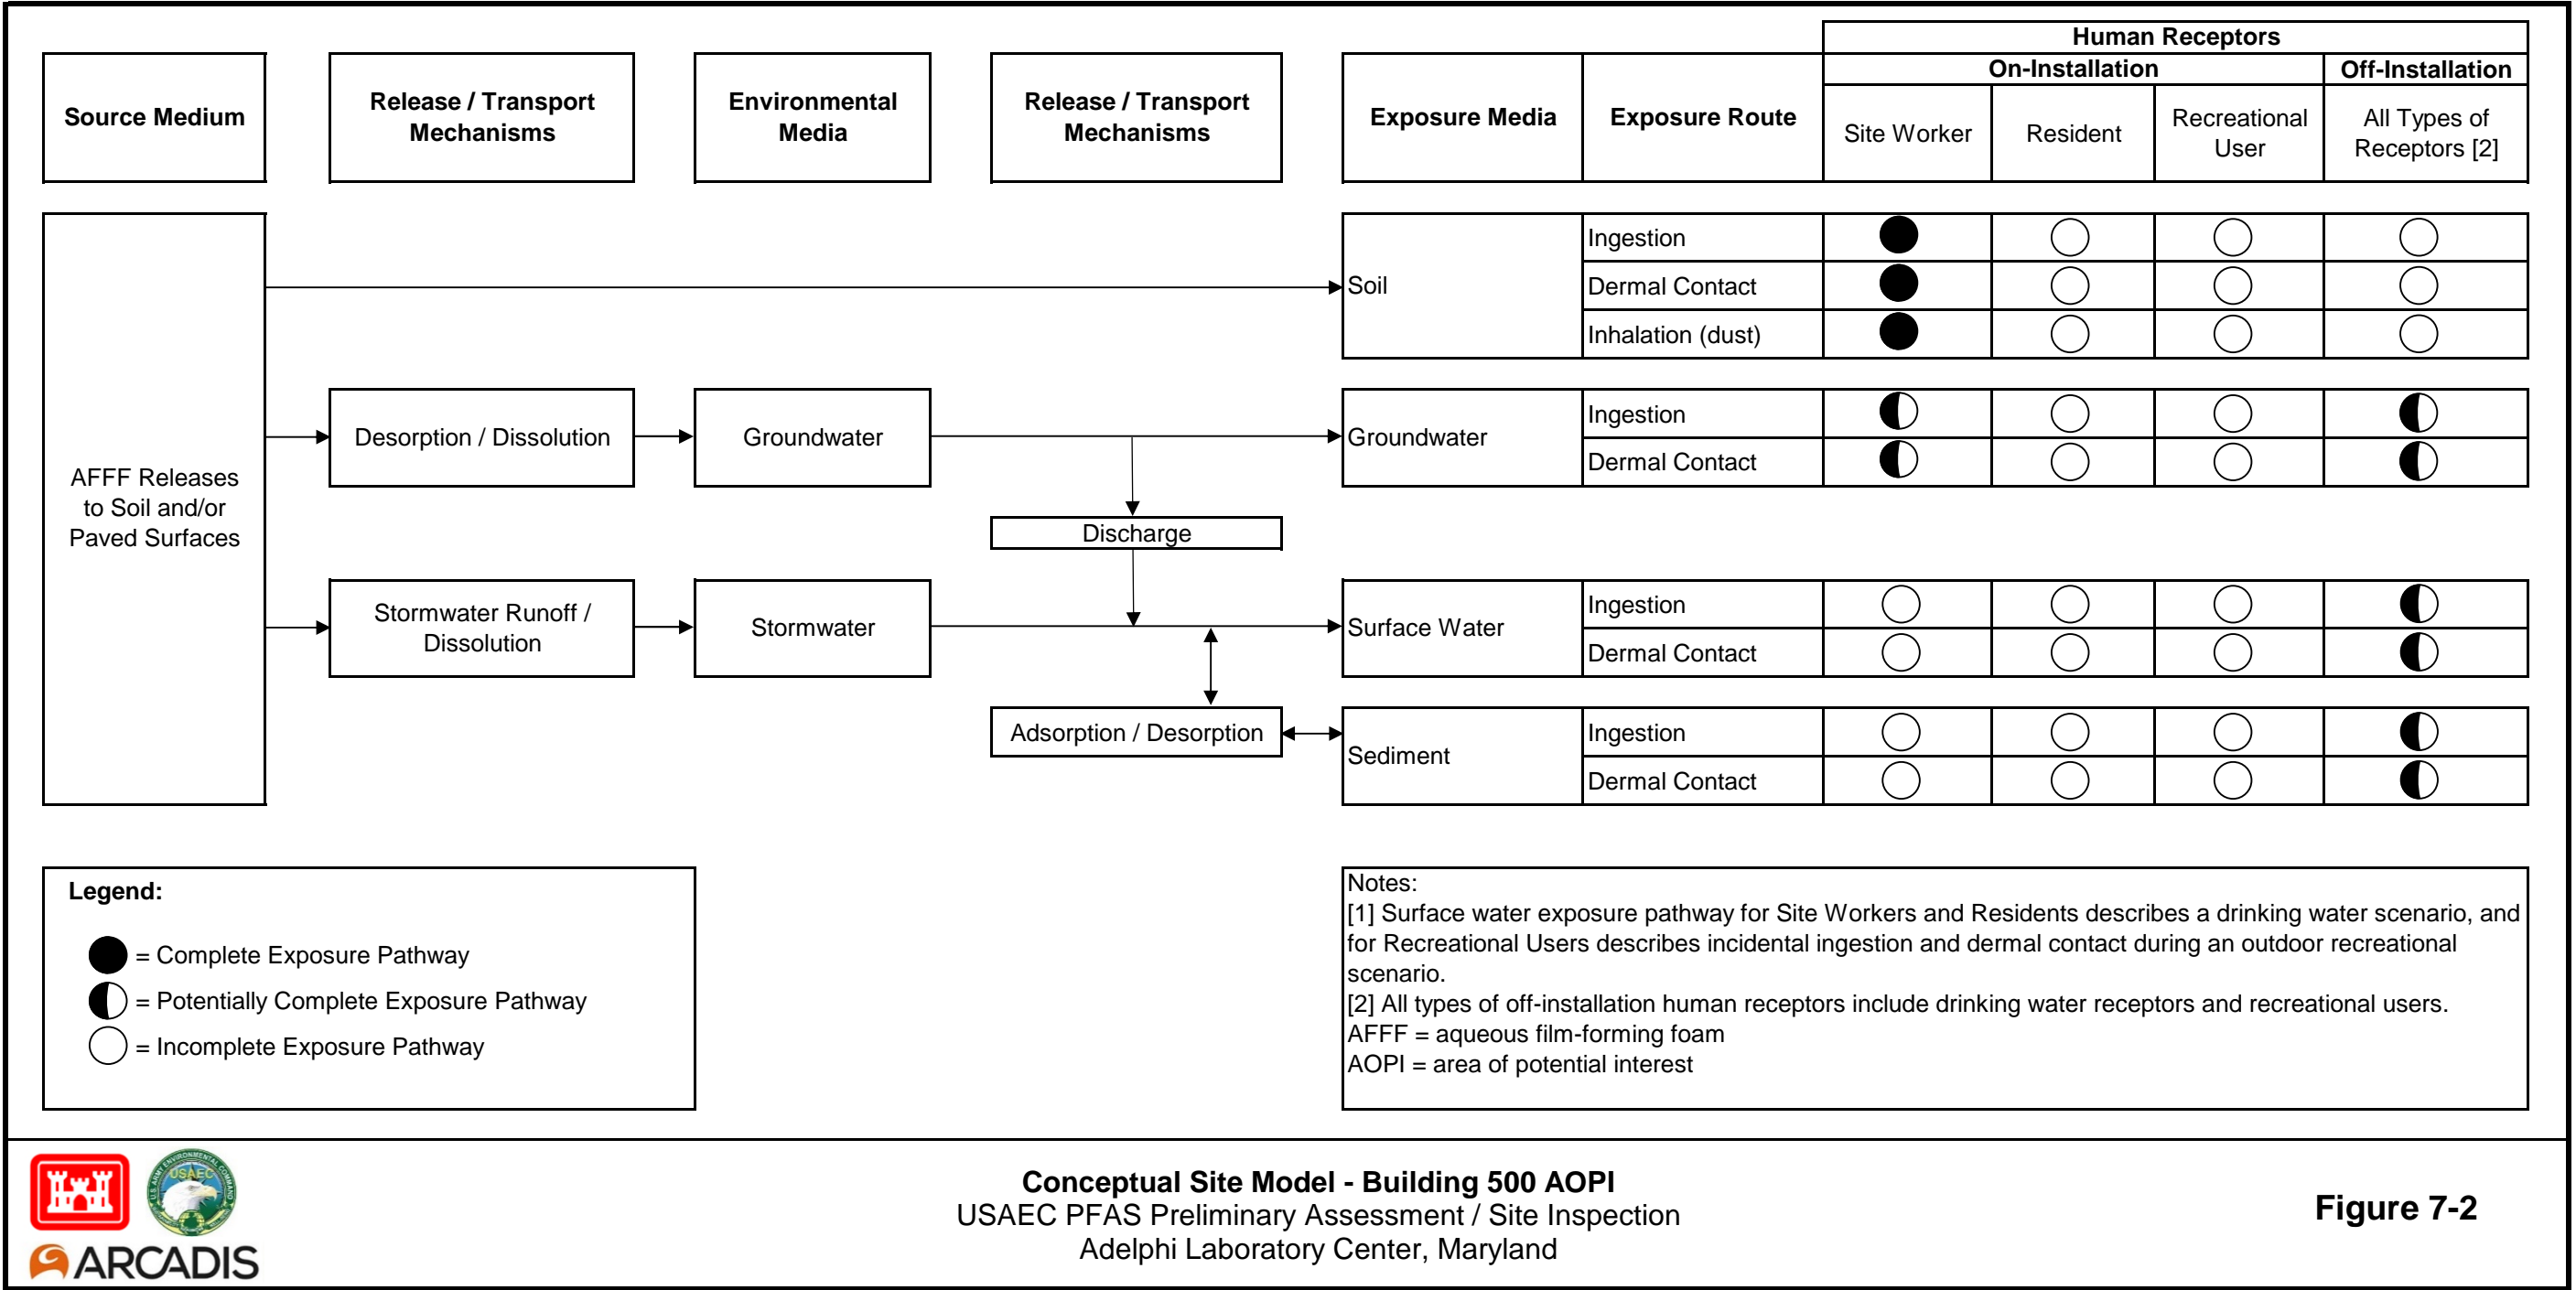 Human Receptors
On-Installation
Off-Installation
Source Medium
Release / Transport
Mechanisms
Environmental
Media
Release / Transport
Mechanisms
Exposure Media
Exposure Route
Site Worker
Resident
Recreational
User
All Types of
Receptors [2]
AFFF Releases
to Soil and/or
Paved Surfaces
Soil
Ingestion
Dermal Contact
Inhalation (dust)
Desorption / Dissolution
Groundwater
Groundwater
Ingestion
Dermal Contact
Discharge
Stormwater Runoff /
Dissolution
Stormwater
Surface Water
Ingestion
Dermal Contact
Adsorption / Desorption
Sediment
Ingestion
Dermal Contact
Legend:
= Complete Exposure Pathway
= Potentially Complete Exposure Pathway
= Incomplete Exposure Pathway
Notes:
[1] Surface water exposure pathway for Site Workers and Residents describes a drinking water scenario, and
for Recreational Users describes incidental ingestion and dermal contact during an outdoor recreational
scenario.
[2] All types of off-installation human receptors include drinking water receptors and recreational users.
AFFF = aqueous film-forming foam
AOPI = area of potential interest
U.S. ARMY ENVIRONMENTAL COMMAND
USAEC
ARCADIS
Conceptual Site Model - Building 500 AOPI
USAEC PFAS Preliminary Assessment / Site Inspection
Adelphi Laboratory Center, Maryland
Figure 7-2